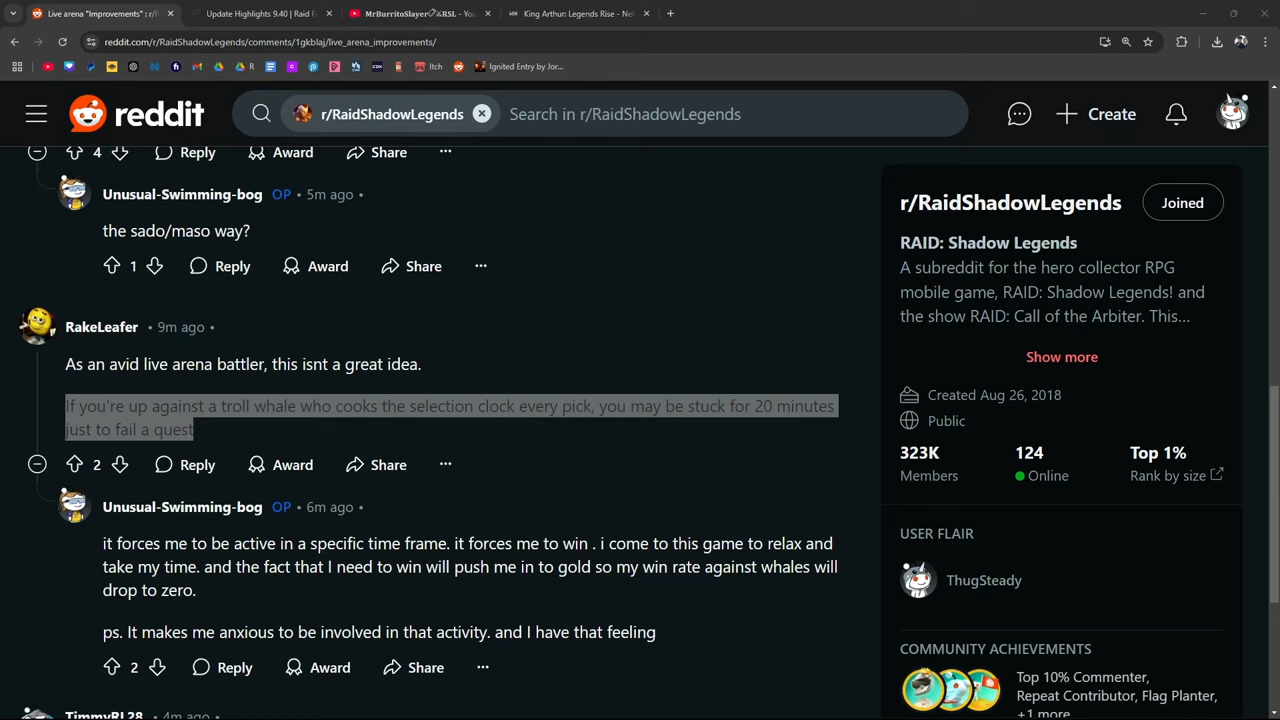 Live arena "Improvements" : r/R
Update Highlights 9.40 | Raid F
MrBurritoSlayer RSL - You
King Arthur: Legends Rise - Net
reddit.com/r/RaidShadowLegends/comments/1gkblaj/live_arena_improvements/
R
Itch
Ignited Entry by Jor...
reddit
r/RaidShadowLegends
Search in r/RaidShadowLegends
Create
4
Reply
Award
Share
Unusual-Swimming-bog OP • 5m ago •
the sado/maso way?
1
Reply
Award
Share
RakeLeafer • 9m ago •
As an avid live arena battler, this isnt a great idea.
If you're up against a troll whale who cooks the selection clock every pick, you may be stuck for 20 minutes
just to fail a quest
2
Reply
Award
Share
Unusual-Swimming-bog OP • 6m ago •
it forces me to be active in a specific time frame. it forces me to win . i come to this game to relax and
take my time. and the fact that I need to win will push me in to gold so my win rate against whales will
drop to zero.
ps. It makes me anxious to be involved in that activity. and I have that feeling
2
Reply
Award
Share
TimmyRL28 • 4m ago •
r/RaidShadowLegends
Joined
RAID: Shadow Legends
A subreddit for the hero collector RPG
mobile game, RAID: Shadow Legends! and
the show RAID: Call of the Arbiter. This...
Show more
Created Aug 26, 2018
Public
323K
124
Top 1%
Members
Online
Rank by size
USER FLAIR
ThugSteady
COMMUNITY ACHIEVEMENTS
Top 10% Commenter,
Repeat Contributor, Flag Planter,
+1 more